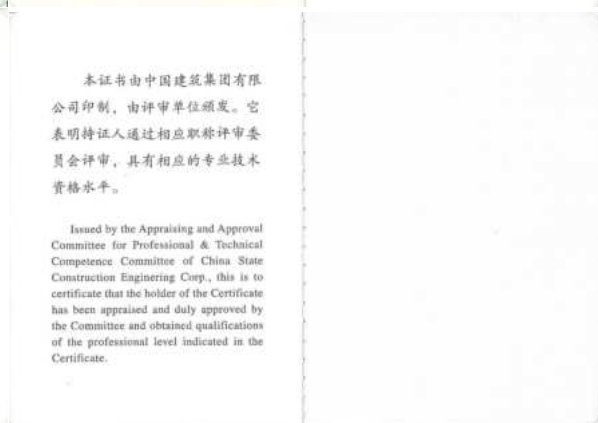 本证书由中国建筑集团有限
公司印制，由评审单位颁发。它
表明持证人通过相应职称评审委
员会评审，具有相应的专业技术
资格水平。
Issued by the Appraising and Approval
Committee for Professional & Technical
Competence Committee of China State
Construction Enginering Corp., this is to
certificate that the holder of the Certificate
has been appraised and duly approved by
the Committee and obtained qualifications
of the professional level indicated in the
Certificate.